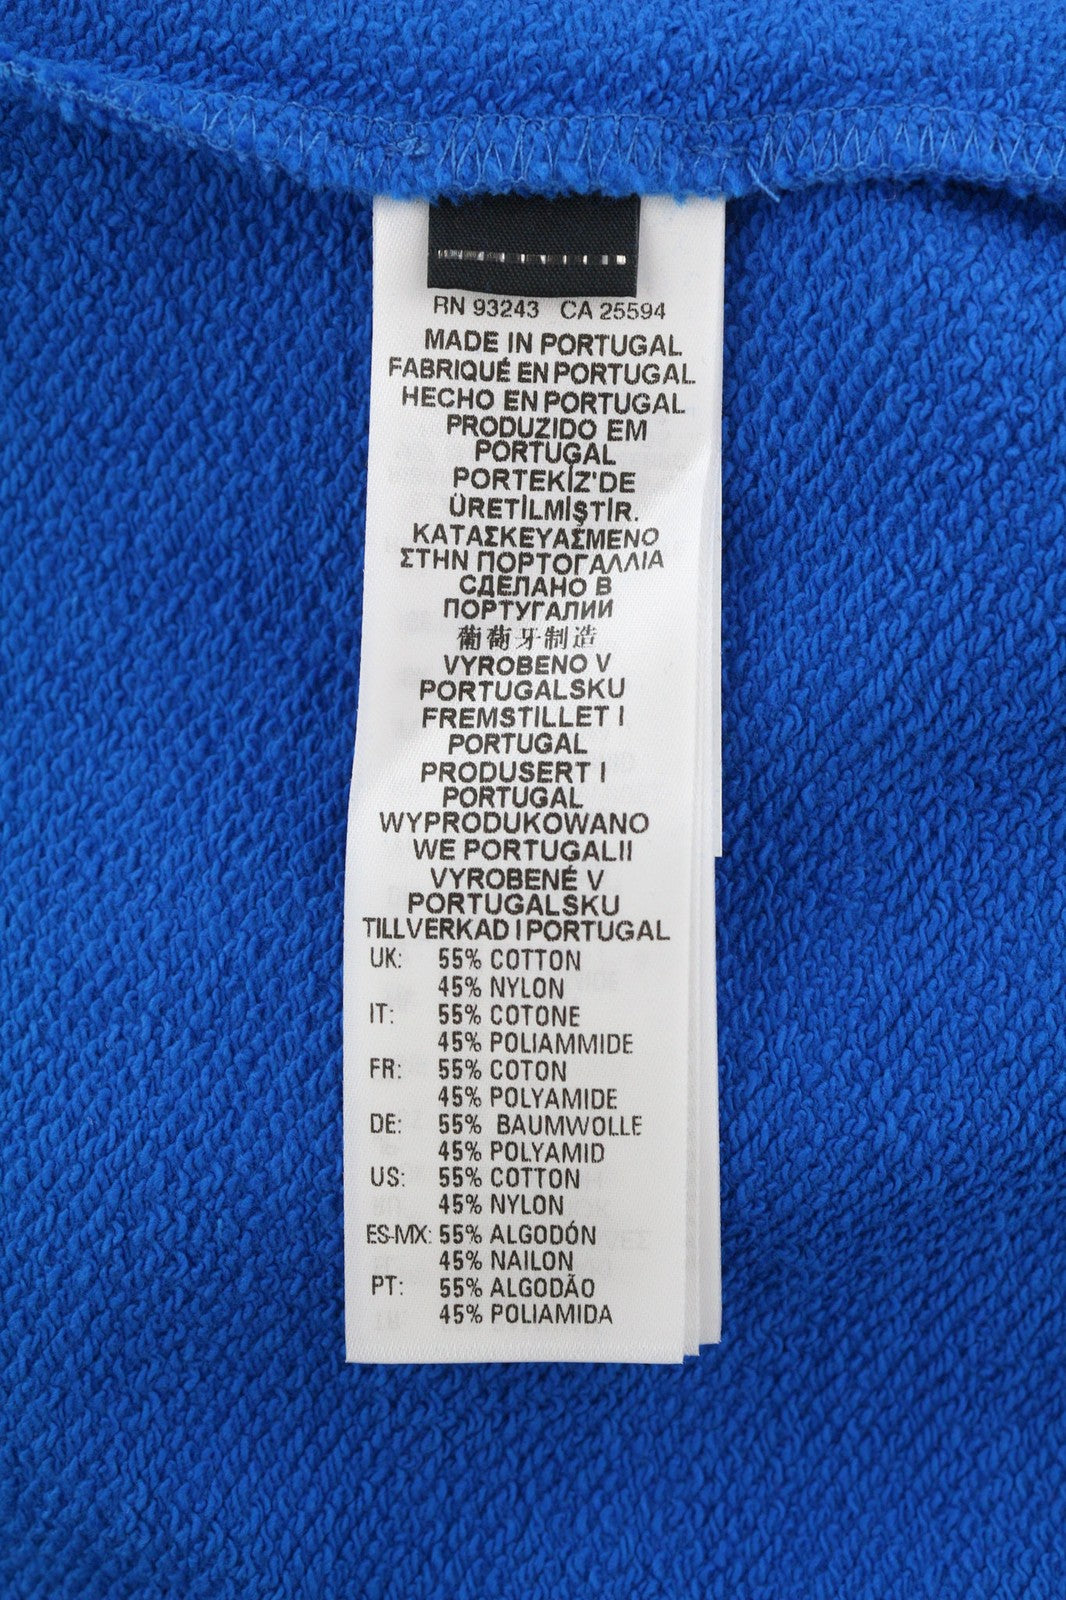 RN 93243 CA 25594
MADE IN PORTUGAL
FABRIQUÉ EN PORTUGAL
HECHO EN PORTUGAL
PRODUZIDO EM
PORTUGAL
PORTEKİZ'DE
ÜRETİLMİŞTİR.
ΚΑΤΑΣΚΕΥΑΣΜΕΝΟ
ΣΤΗΝ ΠΟΡΤΟΓΑΛΛΙΑ
СДЕЛАНО В
ПОРТУГАЛИИ
葡萄牙制造
VYROBENO V
PORTUGALSKU
FREMSTILLET I
PORTUGAL
PRODUSERT I
PORTUGAL
WYPRODUKOWANO
WE PORTUGALII
VYROBENÉ V
PORTUGALSKU
TILLVERKAD I PORTUGAL
UK: 55% COTTON
45% NYLON
IT: 55% COTONE
45% POLIAMMIDE
FR: 55% COTON
45% POLYAMIDE
DE: 55% BAUMWOLLE
45% POLYAMID
US: 55% COTTON
45% NYLON
ES-MX: 55% ALGODÓN
45% NAILON
PT: 55% ALGODÃO
45% POLIAMIDA